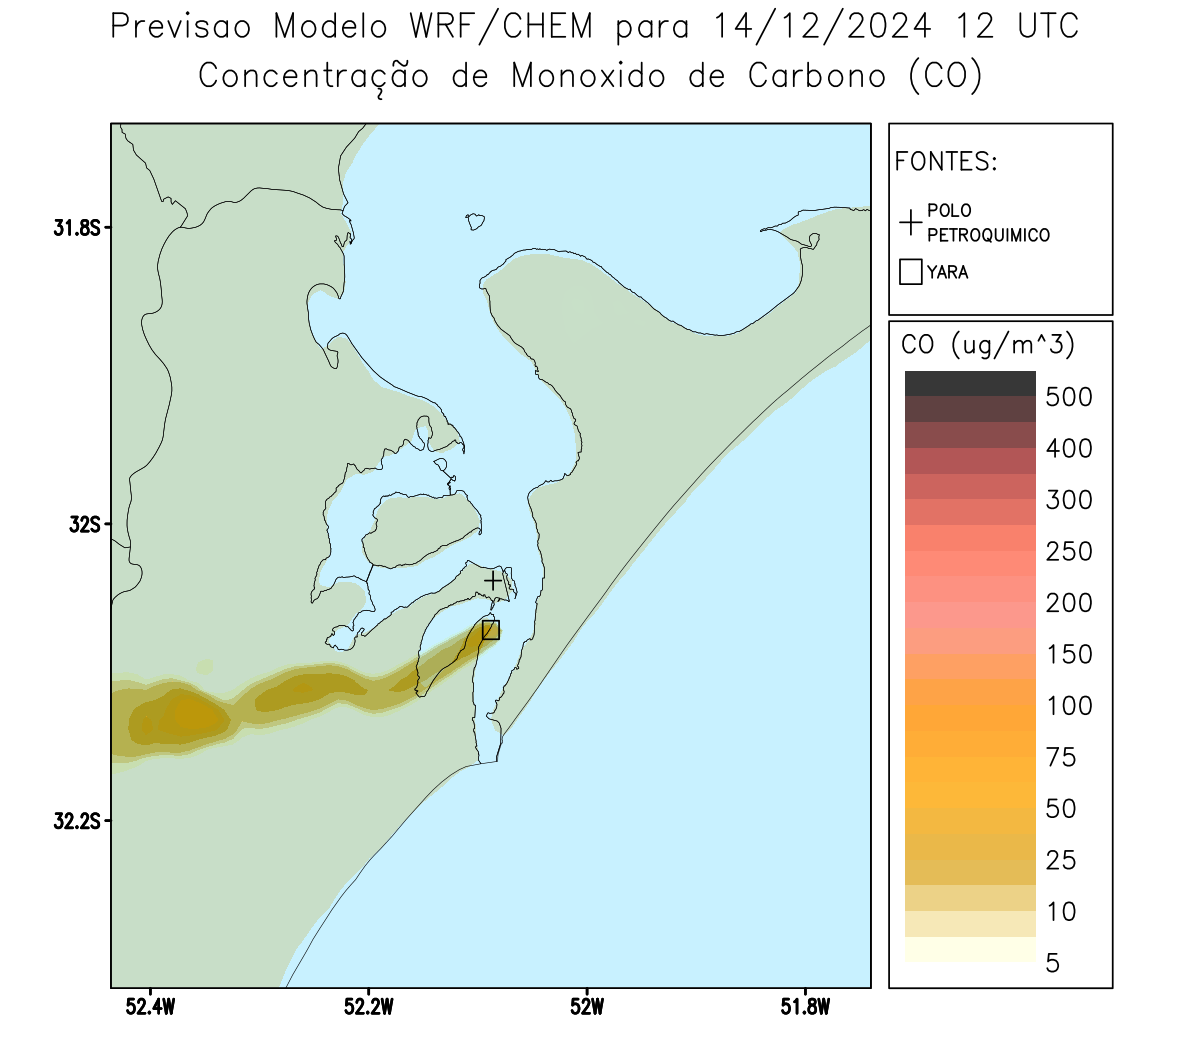 Previsao Modelo WRF/CHEM para 14/12/2024 12 UTC
Concentração de Monoxido de Carbono (CO)
FONTES:
POLO
PETROQUIMICO
YARA
CO (ug/m^3)
500
400
300
250
200
150
100
75
50
25
10
5
31.8S
32S
32.2S
52.4W
52.2W
52W
51.8W